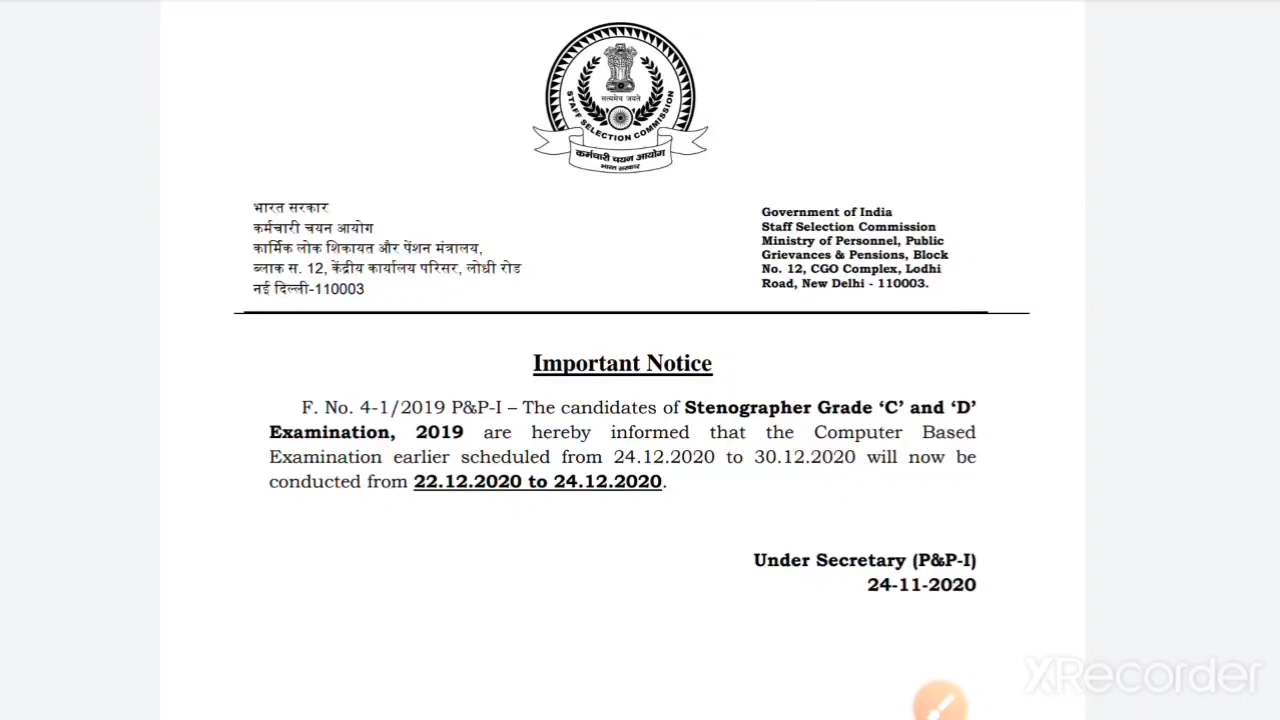 सत्यमेव जयते
STAFF SELECTION COMMISSION
कर्मचारी चयन आयोग
भारत सरकार
भारत सरकार
कर्मचारी चयन आयोग
कार्मिक लोक शिकायत और पेंशन मंत्रालय,
ब्लाक स. 12, केंद्रीय कार्यालय परिसर, लोधी रोड
नई दिल्ली-110003
Government of India
Staff Selection Commission
Ministry of Personnel, Public
Grievances & Pensions, Block
No. 12, CGO Complex, Lodhi
Road, New Delhi - 110003.
Important Notice
F. No. 4-1/2019 P&P-I – The candidates of Stenographer Grade ‘C’ and ‘D’
Examination, 2019 are hereby informed that the Computer Based
Examination earlier scheduled from 24.12.2020 to 30.12.2020 will now be
conducted from 22.12.2020 to 24.12.2020.
Under Secretary (P&P-I)
24-11-2020
XRecorder